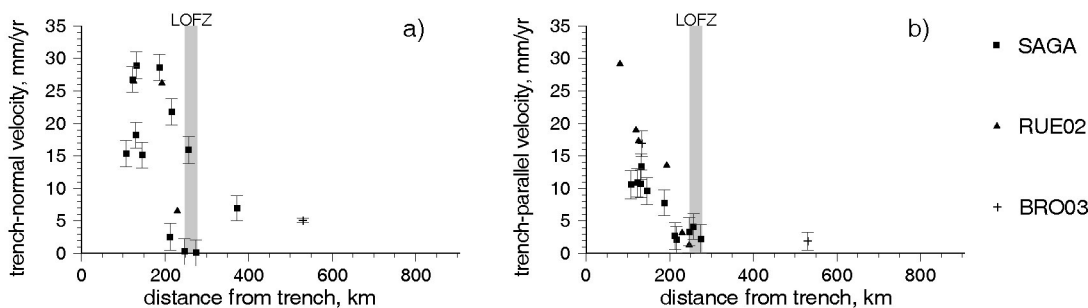 LOFZ
a)
trench-normal velocity, mm/yr
35
30
25
20
15
10
5
0
0 200 400 600 800
distance from trench, km
LOFZ
b)
trench-parallel velocity, mm/yr
35
30
25
20
15
10
5
0
0 200 400 600 800
distance from trench, km
SAGA
RUE02
BRO03